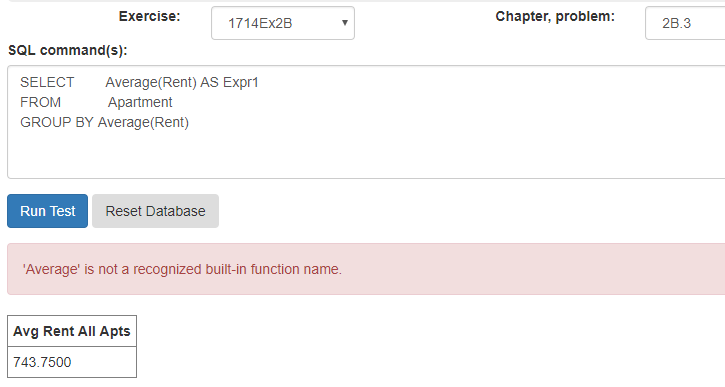 Exercise: 1714Ex2B Chapter, problem: 2B.3
SQL command(s):
SELECT Average(Rent) AS Expr1
FROM Apartment
GROUP BY Average(Rent)
Run Test Reset Database
'Average' is not a recognized built-in function name.
Avg Rent All Apts
743.7500